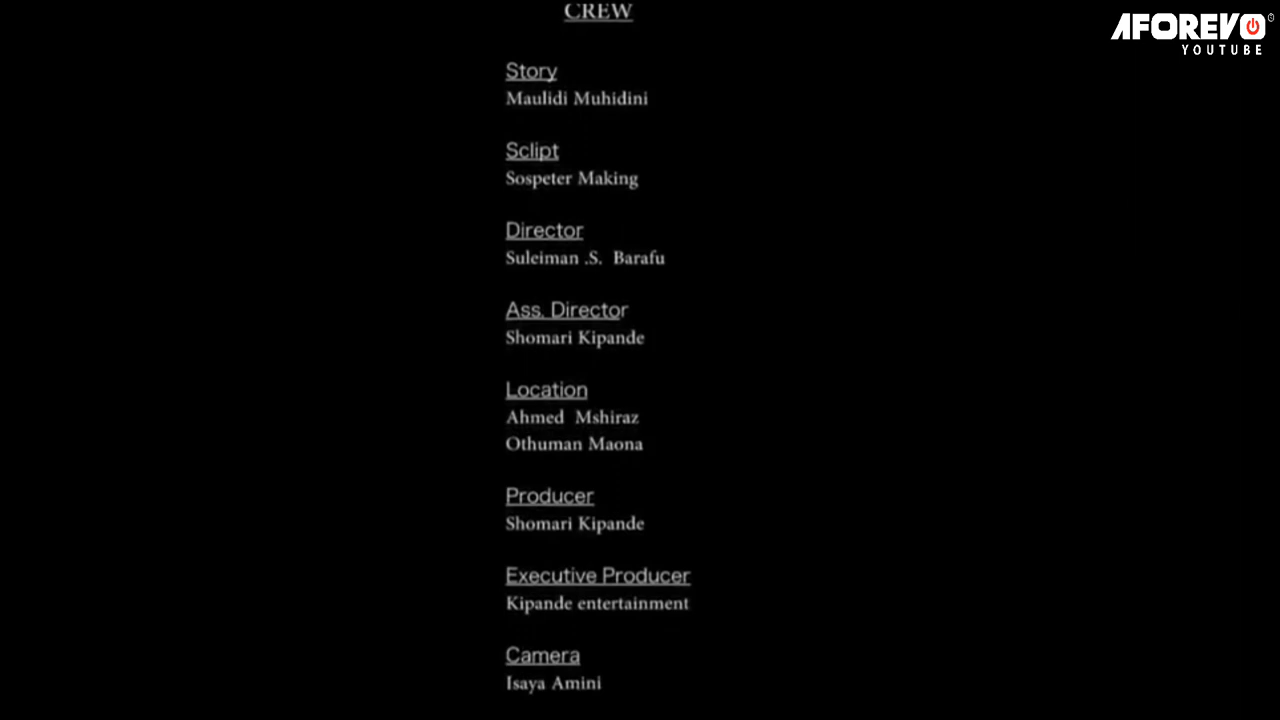 CREW
AFOREVO
YOUTUBE
Story
Maulidi Muhidini
Sclipt
Sospeter Making
Director
Suleiman .S. Barafu
Ass. Director
Shomari Kipande
Location
Ahmed Mshiraz
Othuman Maona
Producer
Shomari Kipande
Executive Producer
Kipande entertainment
Camera
Isaya Amini